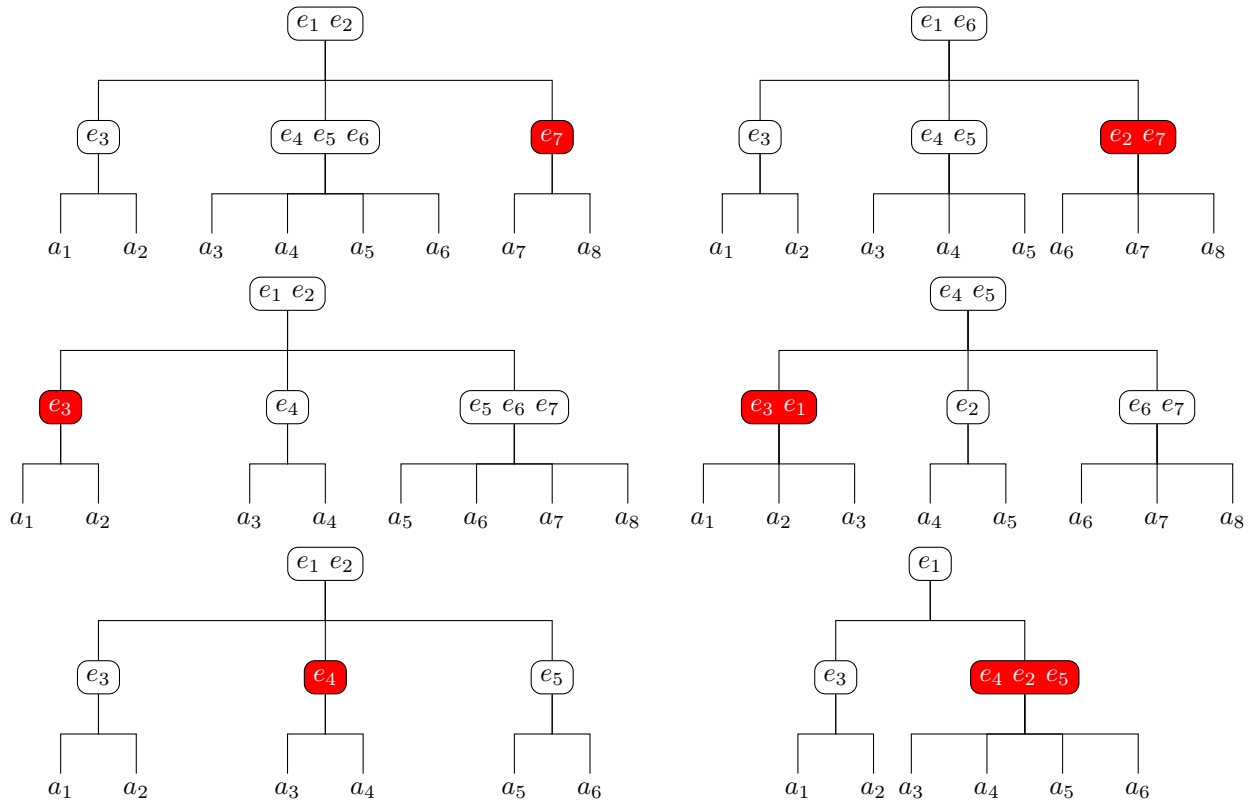 e₁ e₂
e₃ e₄ e₅ e₆ e₇
a₁ a₂ a₃ a₄ a₅ a₆ a₇ a₈
e₁ e₆
e₃ e₄ e₅ e₂ e₇
a₁ a₂ a₃ a₄ a₅ a₆ a₇ a₈
e₁ e₂
e₃ e₄ e₅ e₆ e₇
a₁ a₂ a₃ a₄ a₅ a₆ a₇ a₈
e₄ e₅
e₃ e₁ e₂ e₆ e₇
a₁ a₂ a₃ a₄ a₅ a₆ a₇ a₈
e₁ e₂
e₃ e₄ e₅
a₁ a₂ a₃ a₄ a₅ a₆
e₁
e₃ e₄ e₂ e₅
a₁ a₂ a₃ a₄ a₅ a₆